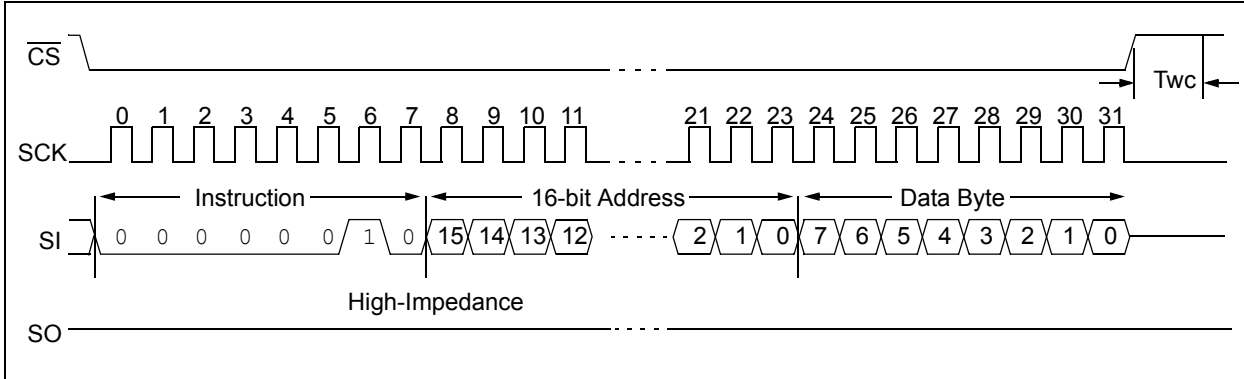 CS
Twc
0 1 2 3 4 5 6 7 8 9 10 11 21 22 23 24 25 26 27 28 29 30 31
SCK
Instruction 16-bit Address Data Byte
SI 0 0 0 0 0 0 1 0 15 14 13 12 2 1 0 7 6 5 4 3 2 1 0
High-Impedance
SO